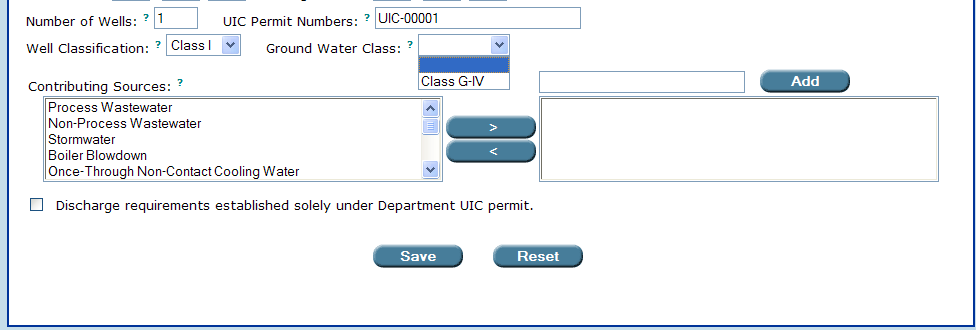 Number of Wells: ? 1 UIC Permit Numbers: ? UIC-00001
Well Classification: ? Class I Ground Water Class: ?
Class G-IV
Contributing Sources: ? Add
Process Wastewater
Non-Process Wastewater
Stormwater
Boiler Blowdown
Once-Through Non-Contact Cooling Water
>
<
Discharge requirements established solely under Department UIC permit.
Save Reset